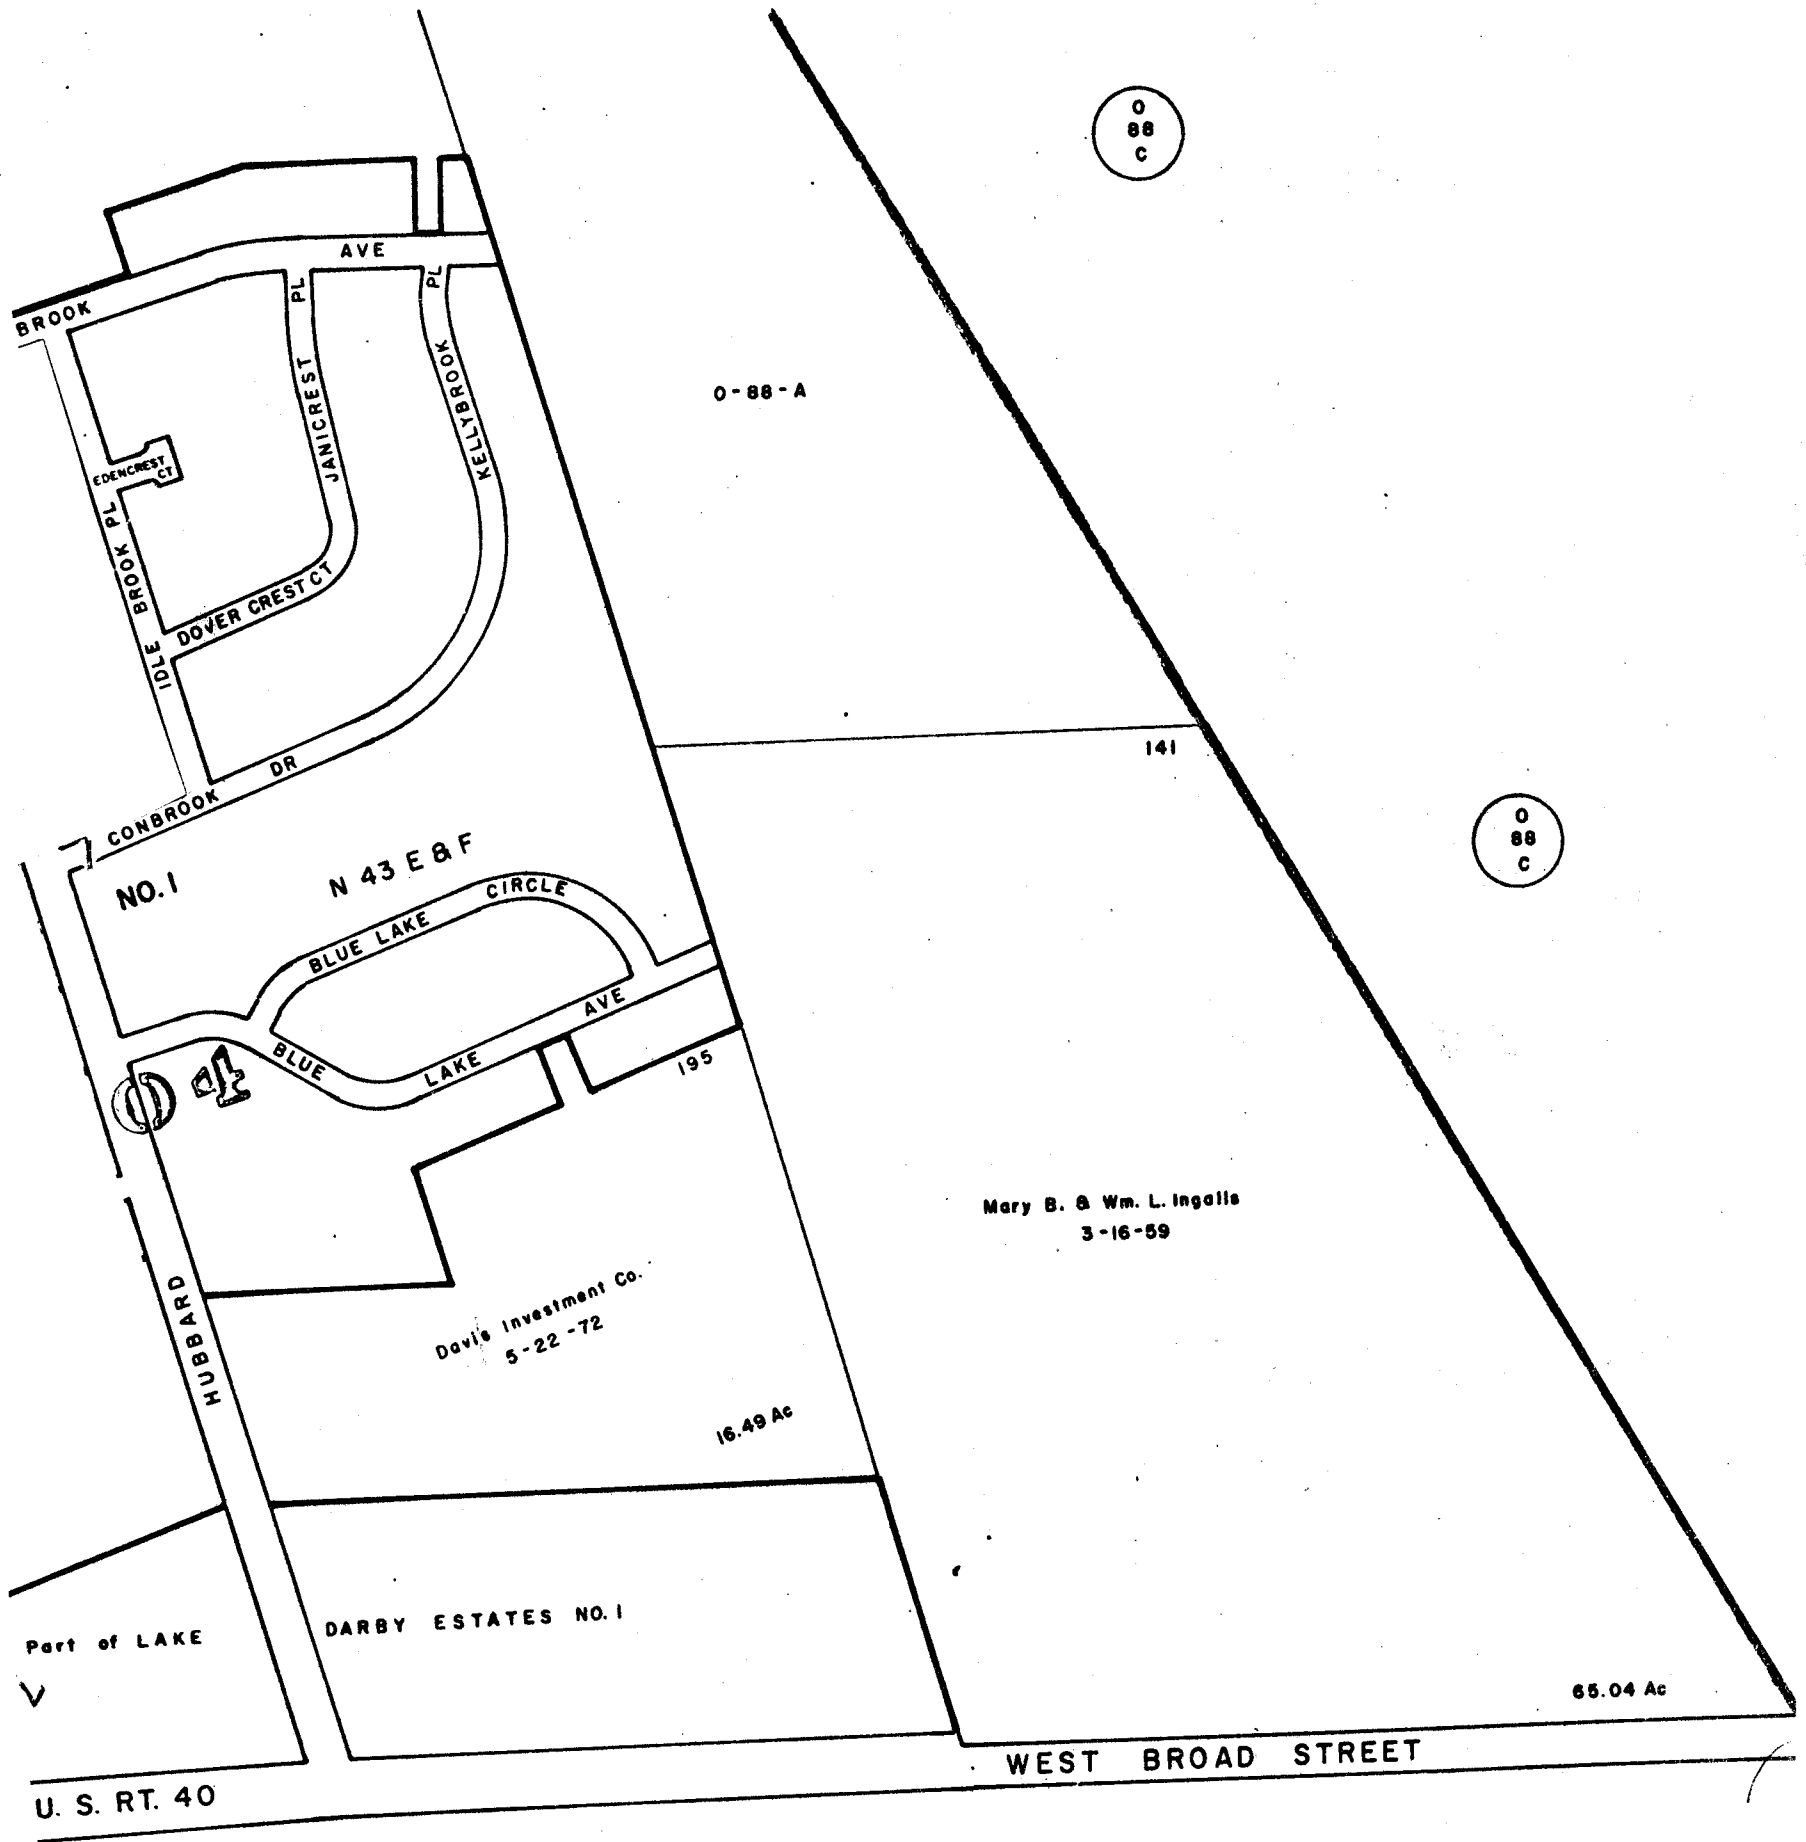 O
88
C
AVE
BROOK
PL
PL
JANICREST
KELLYBROOK
O-88-A
EDENCREST
CT
IDLE BROOK PL
DOVER CREST CT
141
CONBROOK DR
O
88
C
NO. 1
N 43 E & F
BLUE LAKE CIRCLE
BLUE LAKE AVE
195
O 4
Mary B. & Wm. L. Ingalls
3-16-59
HUBBARD
Davis Investment Co.
5-22-72
16.49 Ac
DARBY ESTATES NO. 1
Part of LAKE
65.04 Ac
WEST BROAD STREET
U. S. RT. 40